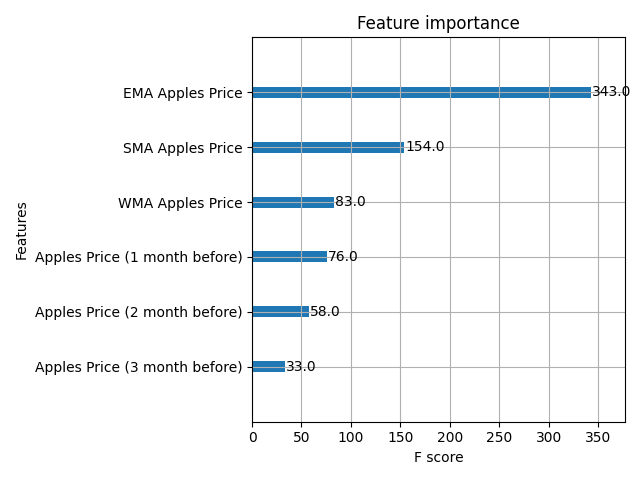 Feature importance
EMA Apples Price
343.0
SMA Apples Price
154.0
WMA Apples Price
83.0
Apples Price (1 month before)
76.0
Apples Price (2 month before)
58.0
Apples Price (3 month before)
33.0
Features
0 50 100 150 200 250 300 350
F score